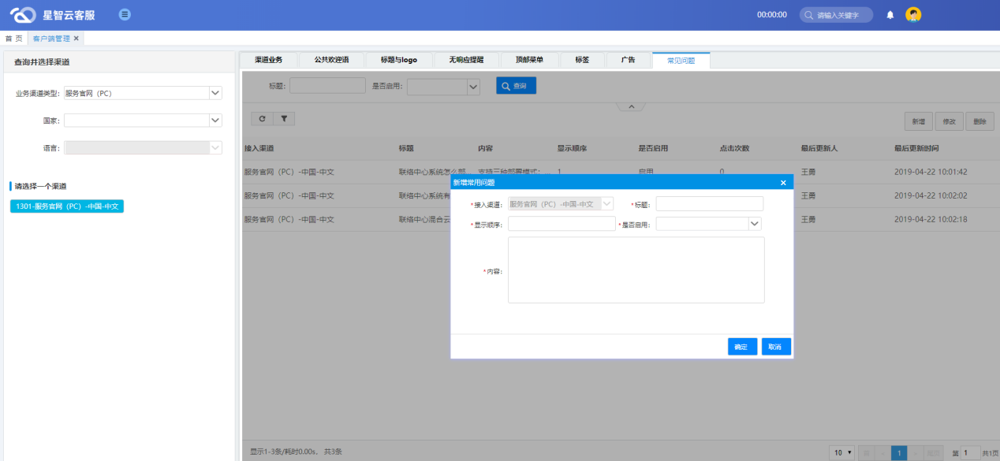 星智云客服
00:00:00
请输入关键字
首 页
客户端管理 ×
查询并选择渠道
业务渠道类型: 服务官网（PC）
国家:
语言:
请选择一个渠道
1301-服务官网（PC）-中国-中文
渠道业务 公共欢迎语 标题与logo 无响应提醒 顶部菜单 标签 广告 常见问题
标题: 是否启用: 查询
新增 修改 删除
接入渠道 标题 内容 显示顺序 是否启用 点击次数 最后更新人 最后更新时间
服务官网（PC）-中国-中文 联络中心系统怎么部... 支持三种部署模式：... 1 启用 0 王勇 2019-04-22 10:01:42
服务官网（PC）-中国-中文 联络中心系统有 王勇 2019-04-22 10:02:02
服务官网（PC）-中国-中文 联络中心混合云 王勇 2019-04-22 10:02:18
新增常用问题 ×
*接入渠道: 服务官网（PC）-中国-中文 *标题:
*显示顺序: *是否启用:
*内容:
确定 取消
显示1-3条/耗时0.00s， 共3条
10 1 第 1 共1页